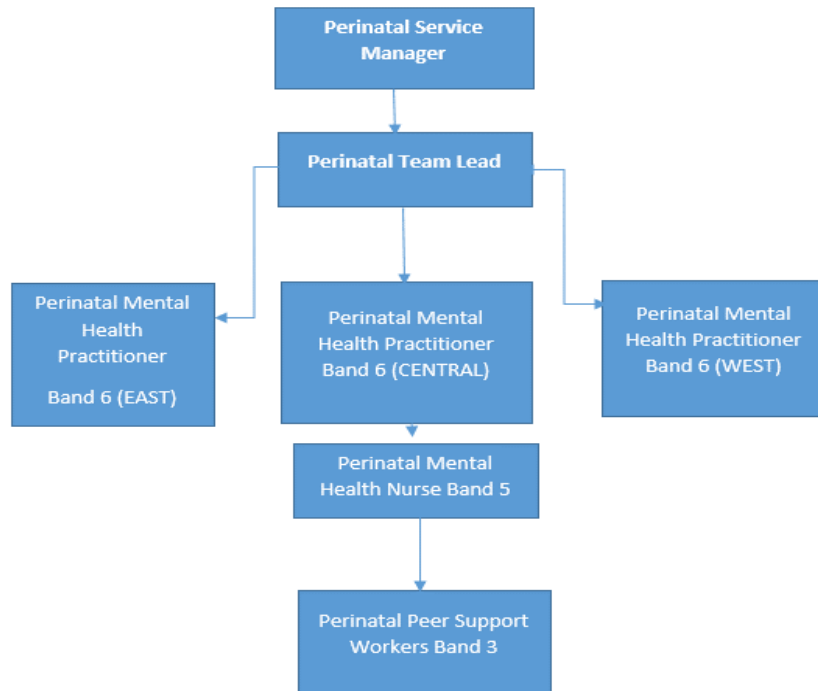 Perinatal Service
Manager
Perinatal Team Lead
Perinatal Mental
Health
Practitioner
Band 6 (EAST)
Perinatal Mental
Health Practitioner
Band 6 (CENTRAL)
Perinatal Mental
Health Practitioner
Band 6 (WEST)
Perinatal Mental
Health Nurse Band 5
Perinatal Peer Support
Workers Band 3